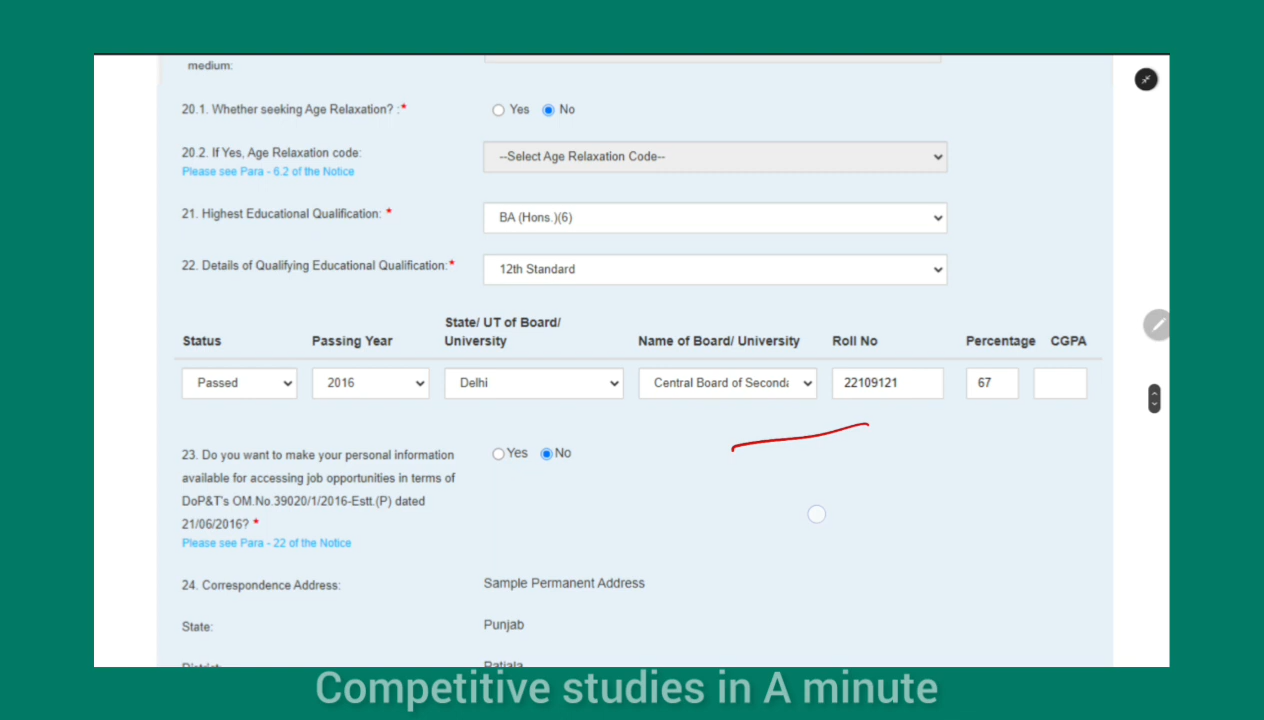 medium:
20.1. Whether seeking Age Relaxation? :* Yes No
20.2. If Yes, Age Relaxation code: --Select Age Relaxation Code--
Please see Para - 6.2 of the Notice
21. Highest Educational Qualification: * BA (Hons.)(6)
22. Details of Qualifying Educational Qualification:* 12th Standard
Status Passing Year State/ UT of Board/ University Name of Board/ University Roll No Percentage CGPA
Passed 2016 Delhi Central Board of Seconda 22109121 67
23. Do you want to make your personal information Yes No
available for accessing job opportunities in terms of
DoP&T's OM.No.39020/1/2016-Estt.(P) dated
21/06/2016? *
Please see Para - 22 of the Notice
24. Correspondence Address: Sample Permanent Address
State: Punjab
District: Patiala
Competitive studies in A minute